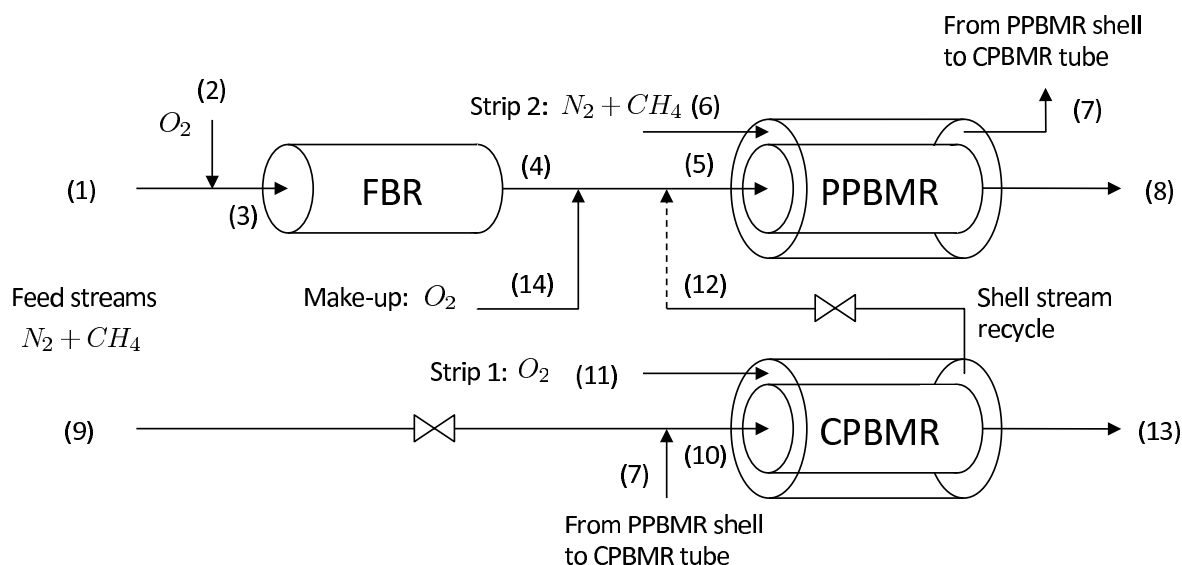 From PPBMR shell
to CPBMR tube
(2)
O₂
Strip 2: N₂ + CH₄ (6)
(7)
(1)
(3)
FBR
(4)
(5)
PPBMR
(8)
Feed streams
N₂ + CH₄
Make-up: O₂
(14)
(12)
Shell stream
recycle
Strip 1: O₂ (11)
(9)
(7)
(10)
CPBMR
(13)
From PPBMR shell
to CPBMR tube